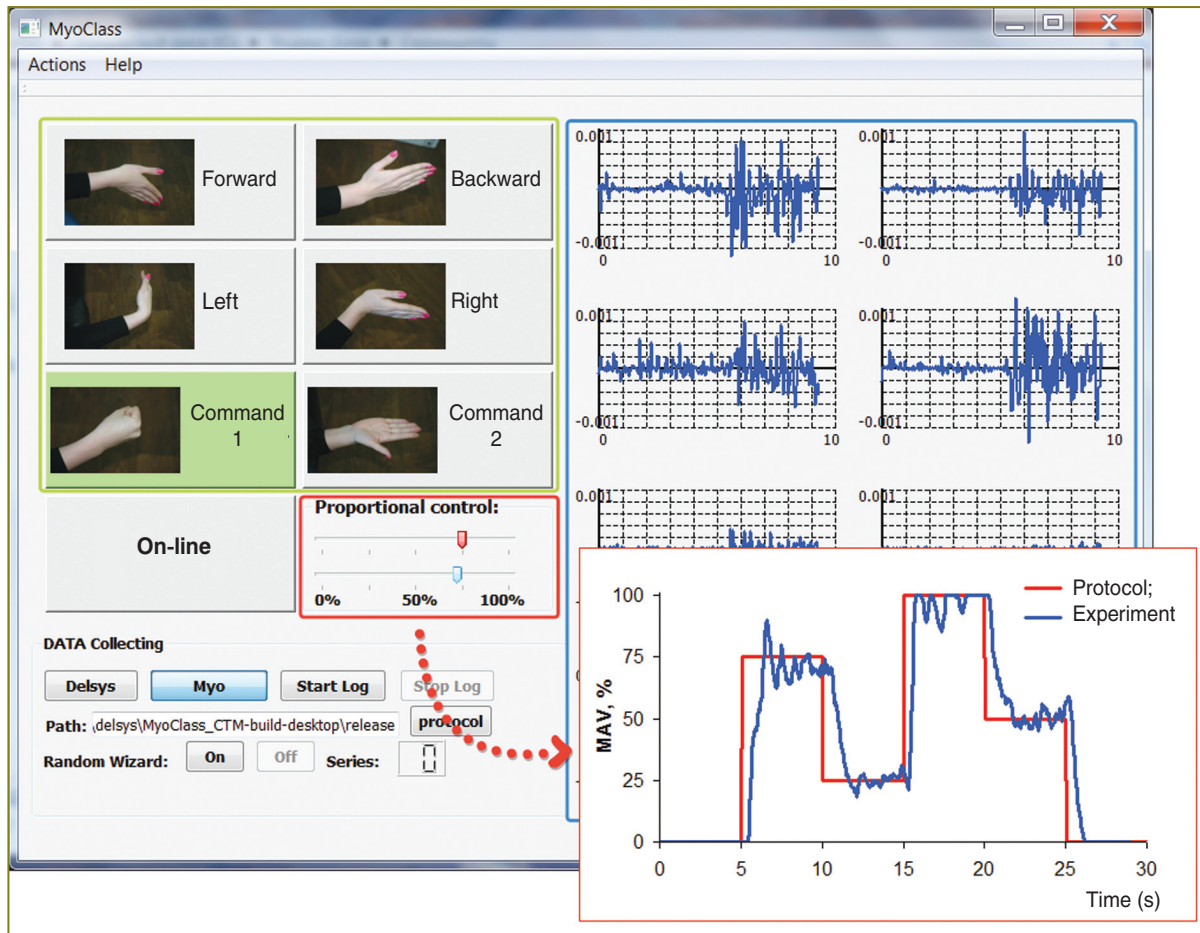 MyoClass
Actions Help
Forward
Backward
Left
Right
Command
1
Command
2
On-line
Proportional control:
0% 50% 100%
DATA Collecting
Delsys Myo Start Log Stop Log
Path: \delsys\MyoClass_CTM-build-desktop\release protocol
Random Wizard: On Off Series: 0
0.001
-0.001
0 10
0.001
-0.001
0 10
0.001
-0.001
0 10
0.001
-0.001
0 10
0.001
0.001
MAV, %
100
75
50
25
0
0 5 10 15 20 25 30
Time (s)
Protocol;
Experiment